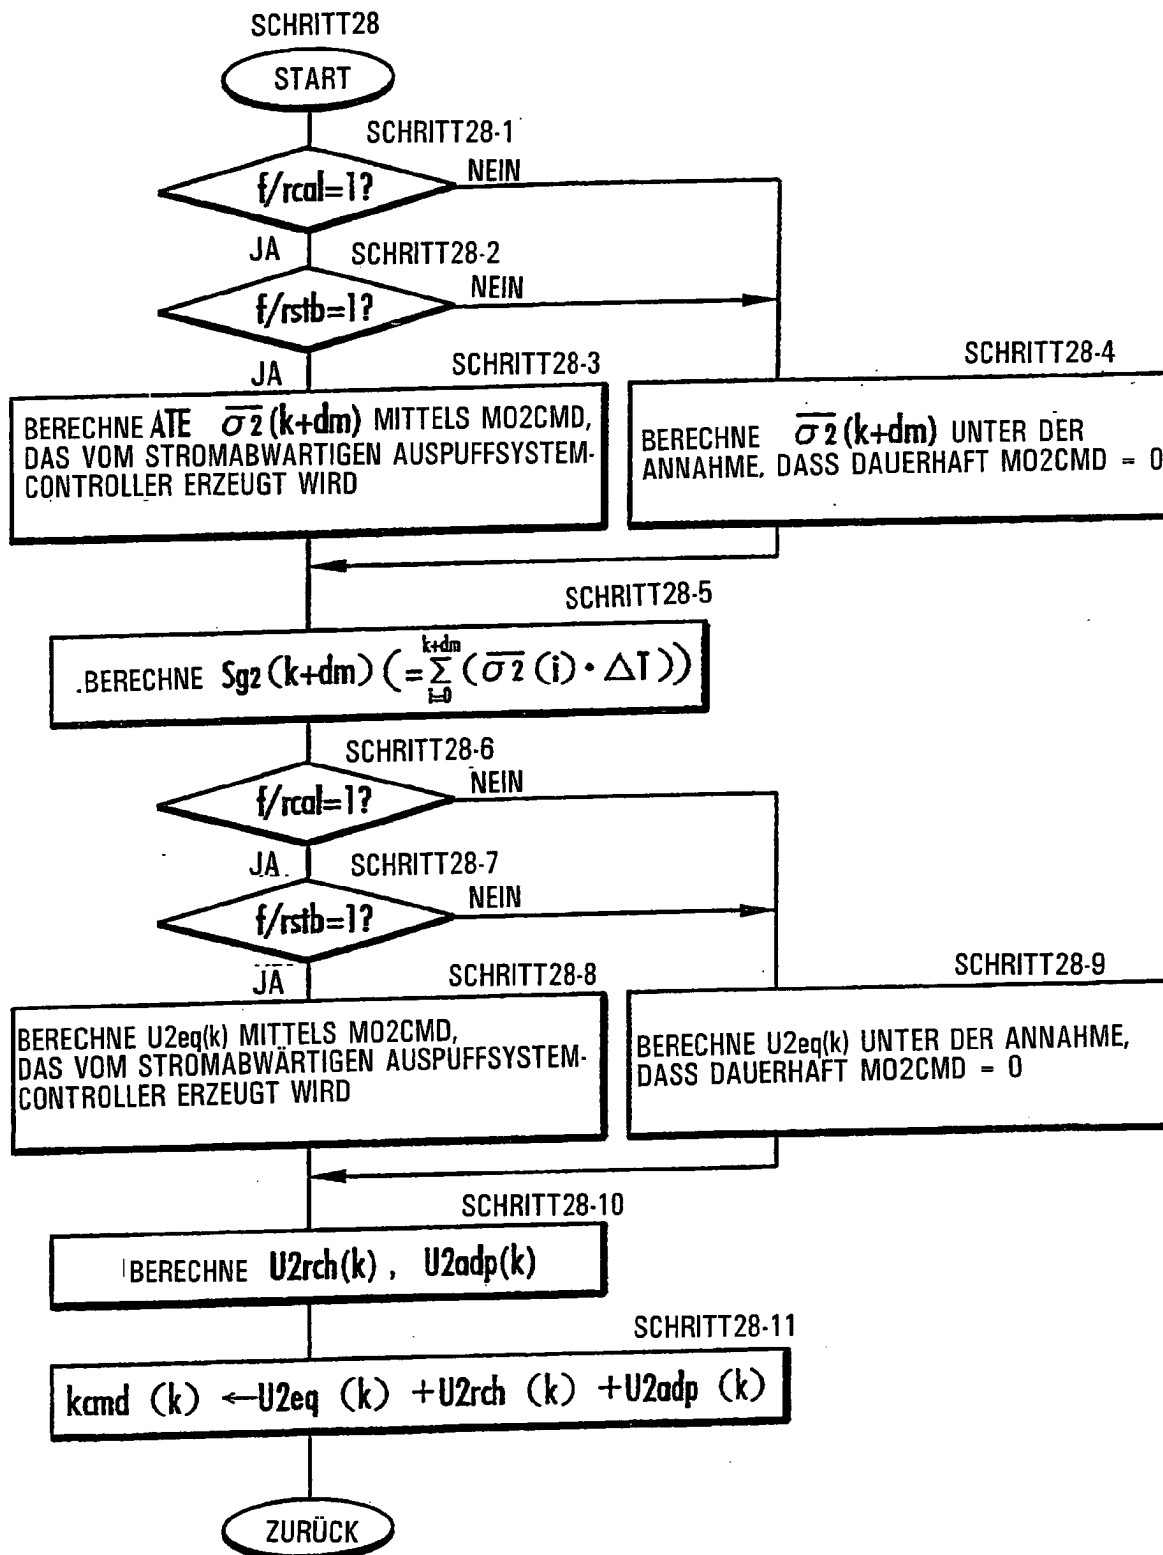 SCHRITT28
START
SCHRITT28-1
f/rcal=1?
NEIN
JA
SCHRITT28-2
f/rstb=1?
NEIN
JA
SCHRITT28-3
BERECHNE ATE σ2(k+dm) MITTELS MO2CMD,
DAS VOM STROMABWARTIGEN AUSPUFFSYSTEM-
CONTROLLER ERZEUGT WIRD
SCHRITT28-4
BERECHNE σ2(k+dm) UNTER DER
ANNAHME, DASS DAUERHAFT MO2CMD = 0
SCHRITT28-5
BERECHNE Sg2(k+dm)(=∑(σ2(i)·ΔT))
k+dm
i=0
SCHRITT28-6
f/rcal=1?
NEIN
JA
SCHRITT28-7
f/rstb=1?
NEIN
JA
SCHRITT28-8
BERECHNE U2eq(k) MITTELS MO2CMD,
DAS VOM STROMABWÄRTIGEN AUSPUFFSYSTEM-
CONTROLLER ERZEUGT WIRD
SCHRITT28-9
BERECHNE U2eq(k) UNTER DER ANNAHME,
DASS DAUERHAFT MO2CMD = 0
SCHRITT28-10
BERECHNE U2rch(k), U2adp(k)
SCHRITT28-11
kcmd (k) ←U2eq (k) +U2rch (k) +U2adp (k)
ZURÜCK